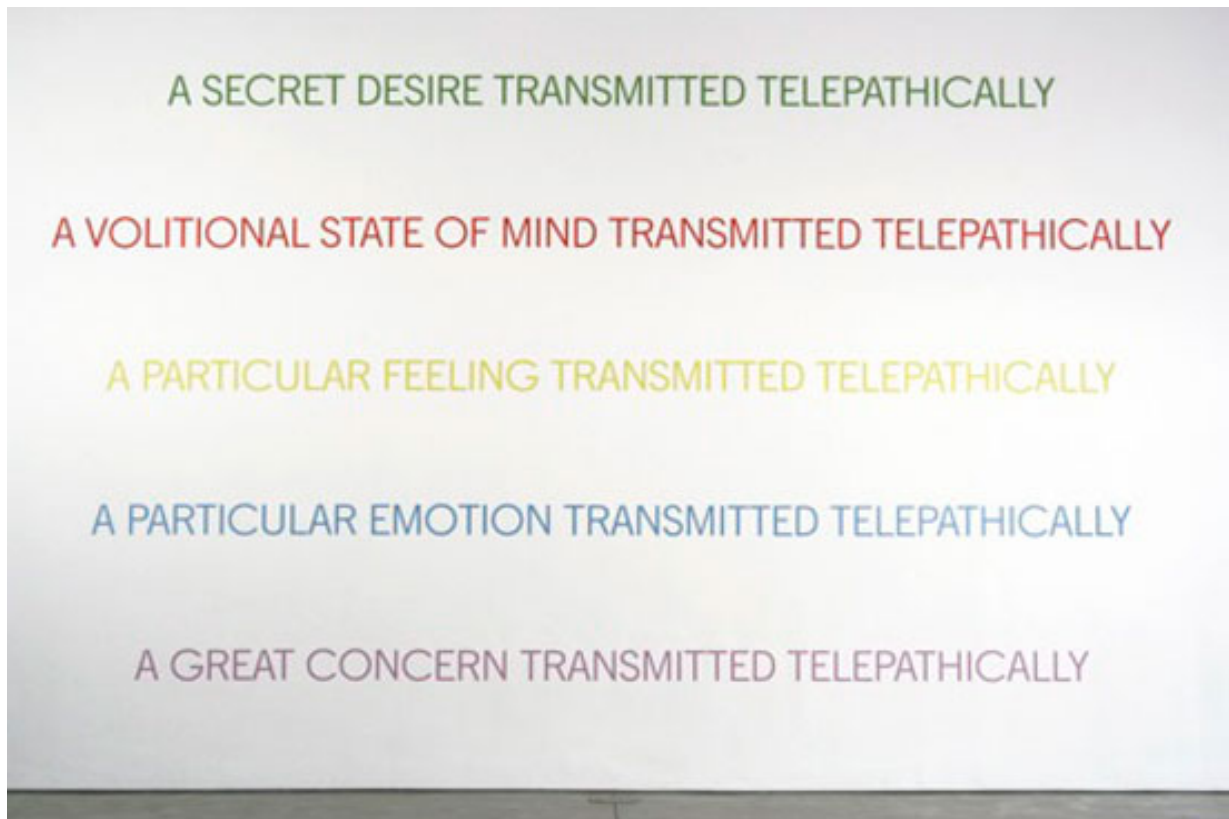 A SECRET DESIRE TRANSMITTED TELEPATHICALLY
A VOLITIONAL STATE OF MIND TRANSMITTED TELEPATHICALLY
A PARTICULAR FEELING TRANSMITTED TELEPATHICALLY
A PARTICULAR EMOTION TRANSMITTED TELEPATHICALLY
A GREAT CONCERN TRANSMITTED TELEPATHICALLY